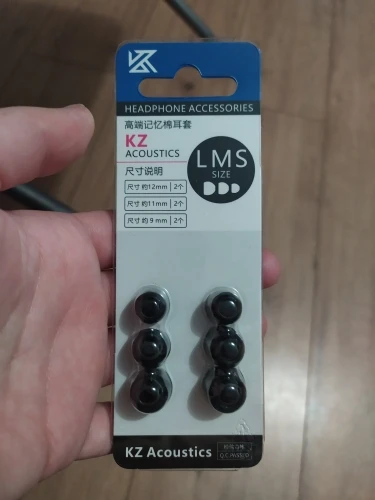 KZ
HEADPHONE ACCESSORIES
高端记忆棉耳套
KZ
ACOUSTICS
LMS
SIZE
尺寸说明
尺寸 约12mm 2个
尺寸 约11mm 2个
尺寸 约 9 mm 2个
KZ Acoustics